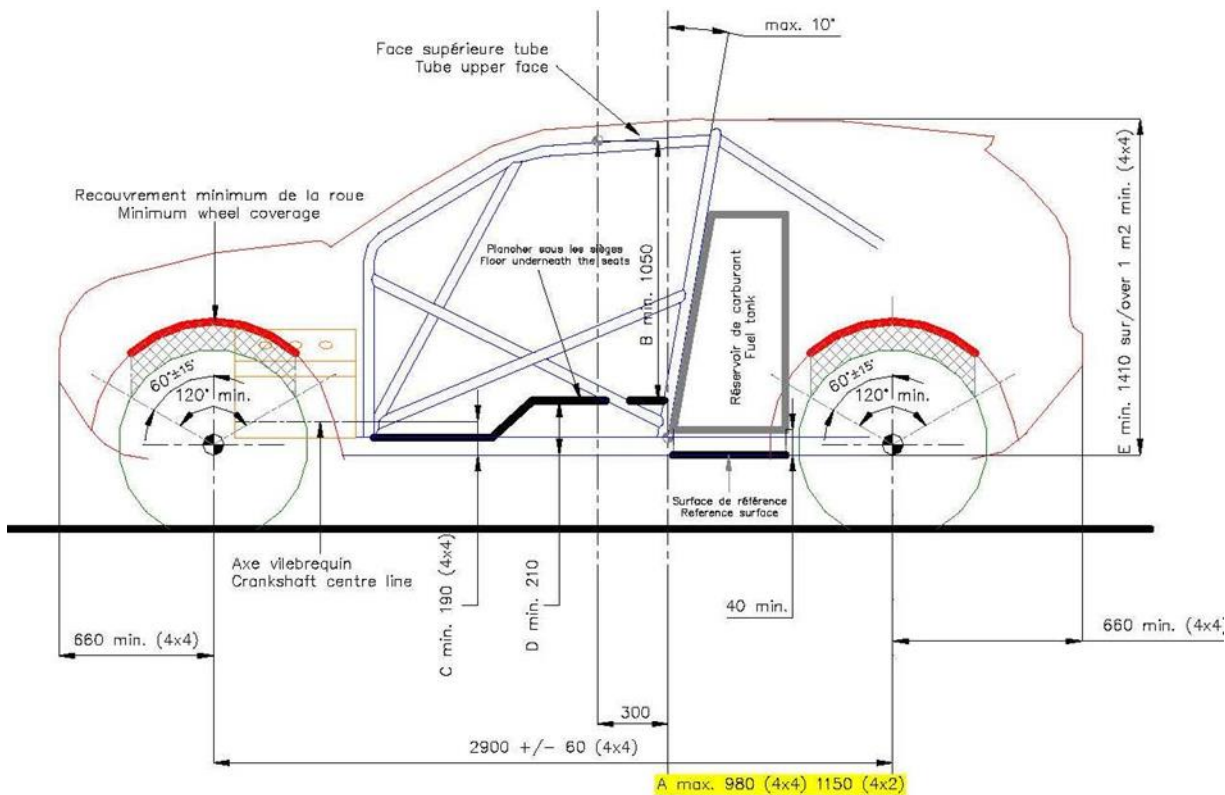 max. 10°
Face supérieure tube
Tube upper face
Recouvrement minimum de la roue
Minimum wheel coverage
Plancher sous les sièges
Floor underneath the seats
B min. 1050
Réservoir de carburant
Fuel tank
E min. 1410 sur/over 1 m2 min. (4x4)
60°±15°
120° min.
60°±15°
120° min.
Surface de référence
Reference surface
Axe vilebrequin
Crankshaft centre line
C min. 190 (4x4)
D min. 210
40 min.
660 min. (4x4)
660 min. (4x4)
300
2900 +/- 60 (4x4)
A max. 980 (4x4) 1150 (4x2)